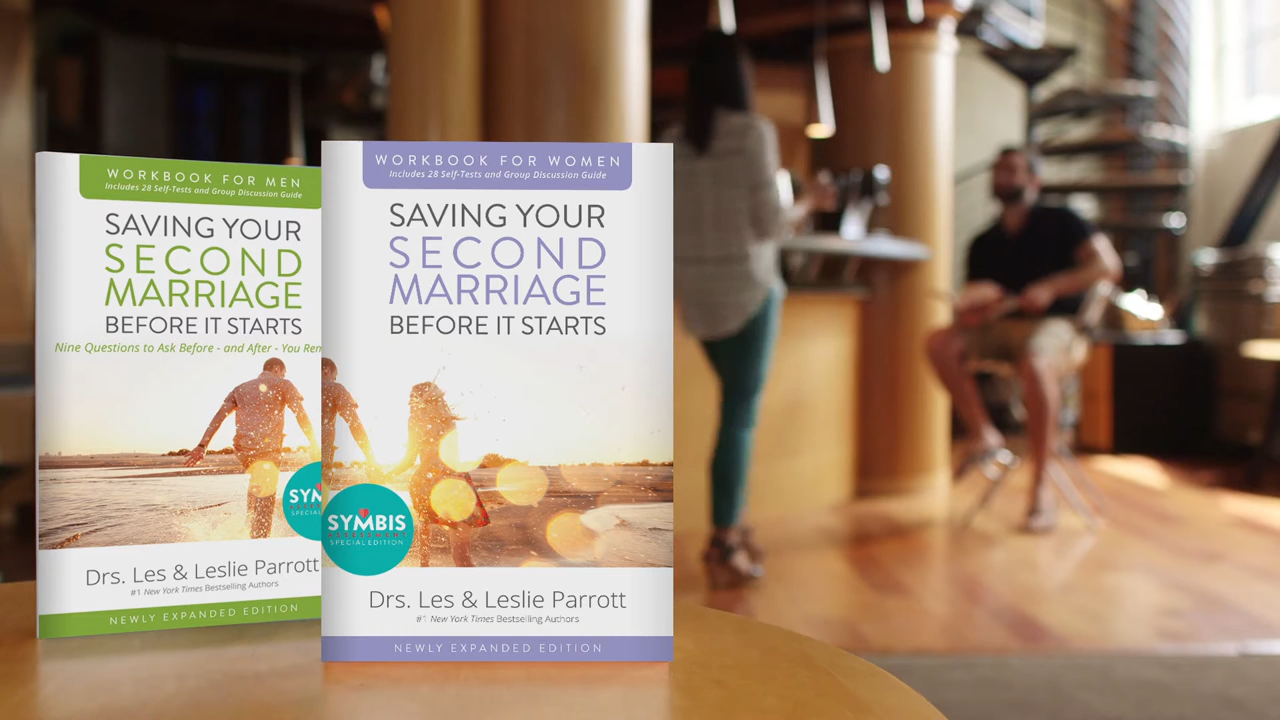 WORKBOOK FOR MEN
Includes 28 Self-Tests and Group Discussion Guide
SAVING YOUR
SECOND
MARRIAGE
BEFORE IT STARTS
Nine Questions to Ask Before - and After - You
SYM
SPECIAL
Drs. Les & Leslie Parrott
#1 New York Times Bestselling Authors
NEWLY EXPANDED EDITION
WORKBOOK FOR WOMEN
Includes 28 Self-Tests and Group Discussion Guide
SAVING YOUR
SECOND
MARRIAGE
BEFORE IT STARTS
SYMBIS
ASSESSMENT
SPECIAL EDITION
Drs. Les & Leslie Parrott
#1 New York Times Bestselling Authors
NEWLY EXPANDED EDITION